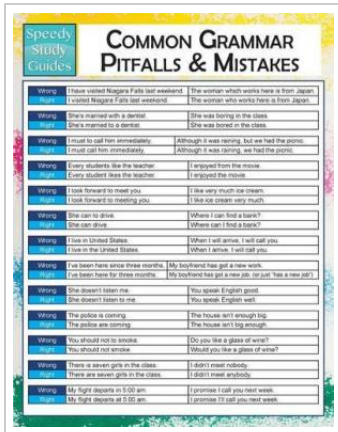 Speedy
Study
Guides
COMMON GRAMMAR
PITFALLS & MISTAKES
Wrong I have visited Niagara Falls last weekend. The woman which works here is from Japan.
Right I visited Niagara Falls last weekend. The woman who works here is from Japan.
Wrong She's married with a dentist. She was boring in the class.
Right She's married to a dentist. She was bored in the class.
Wrong I must to call him immediately. Although it was raining, but we had the picnic.
Right I must call him immediately. Although it was raining, we had the picnic.
Wrong Every students like the teacher. I enjoyed from the movie.
Right Every student likes the teacher. I enjoyed the movie.
Wrong I look forward to meet you. I like very much ice cream.
Right I look forward to meeting you. I like ice cream very much.
Wrong She can to drive. Where I can find a bank?
Right She can drive. Where can I find a bank?
Wrong I live in United States. When I will arrive, I will call you.
Right I live in the United States. When I arrive, I will call you.
Wrong I've been here since three months. My boyfriend has got a new work.
Right I've been here for three months. My boyfriend has got a new job. (or just "has a new job")
Wrong She doesn't listen me. You speak English good.
Right She doesn't listen to me. You speak English well.
Wrong The police is coming. The house isn't enough big.
Right The police are coming. The house isn't big enough.
Wrong You should not to smoke. Do you like a glass of wine?
Right You should not smoke. Would you like a glass of wine?
Wrong There is seven girls in the class. I didn't meet nobody.
Right There are seven girls in the class. I didn't meet anybody.
Wrong My flight departs in 5:00 am. I promise I call you next week.
Right My flight departs at 5:00 am. I promise I'll call you next week.